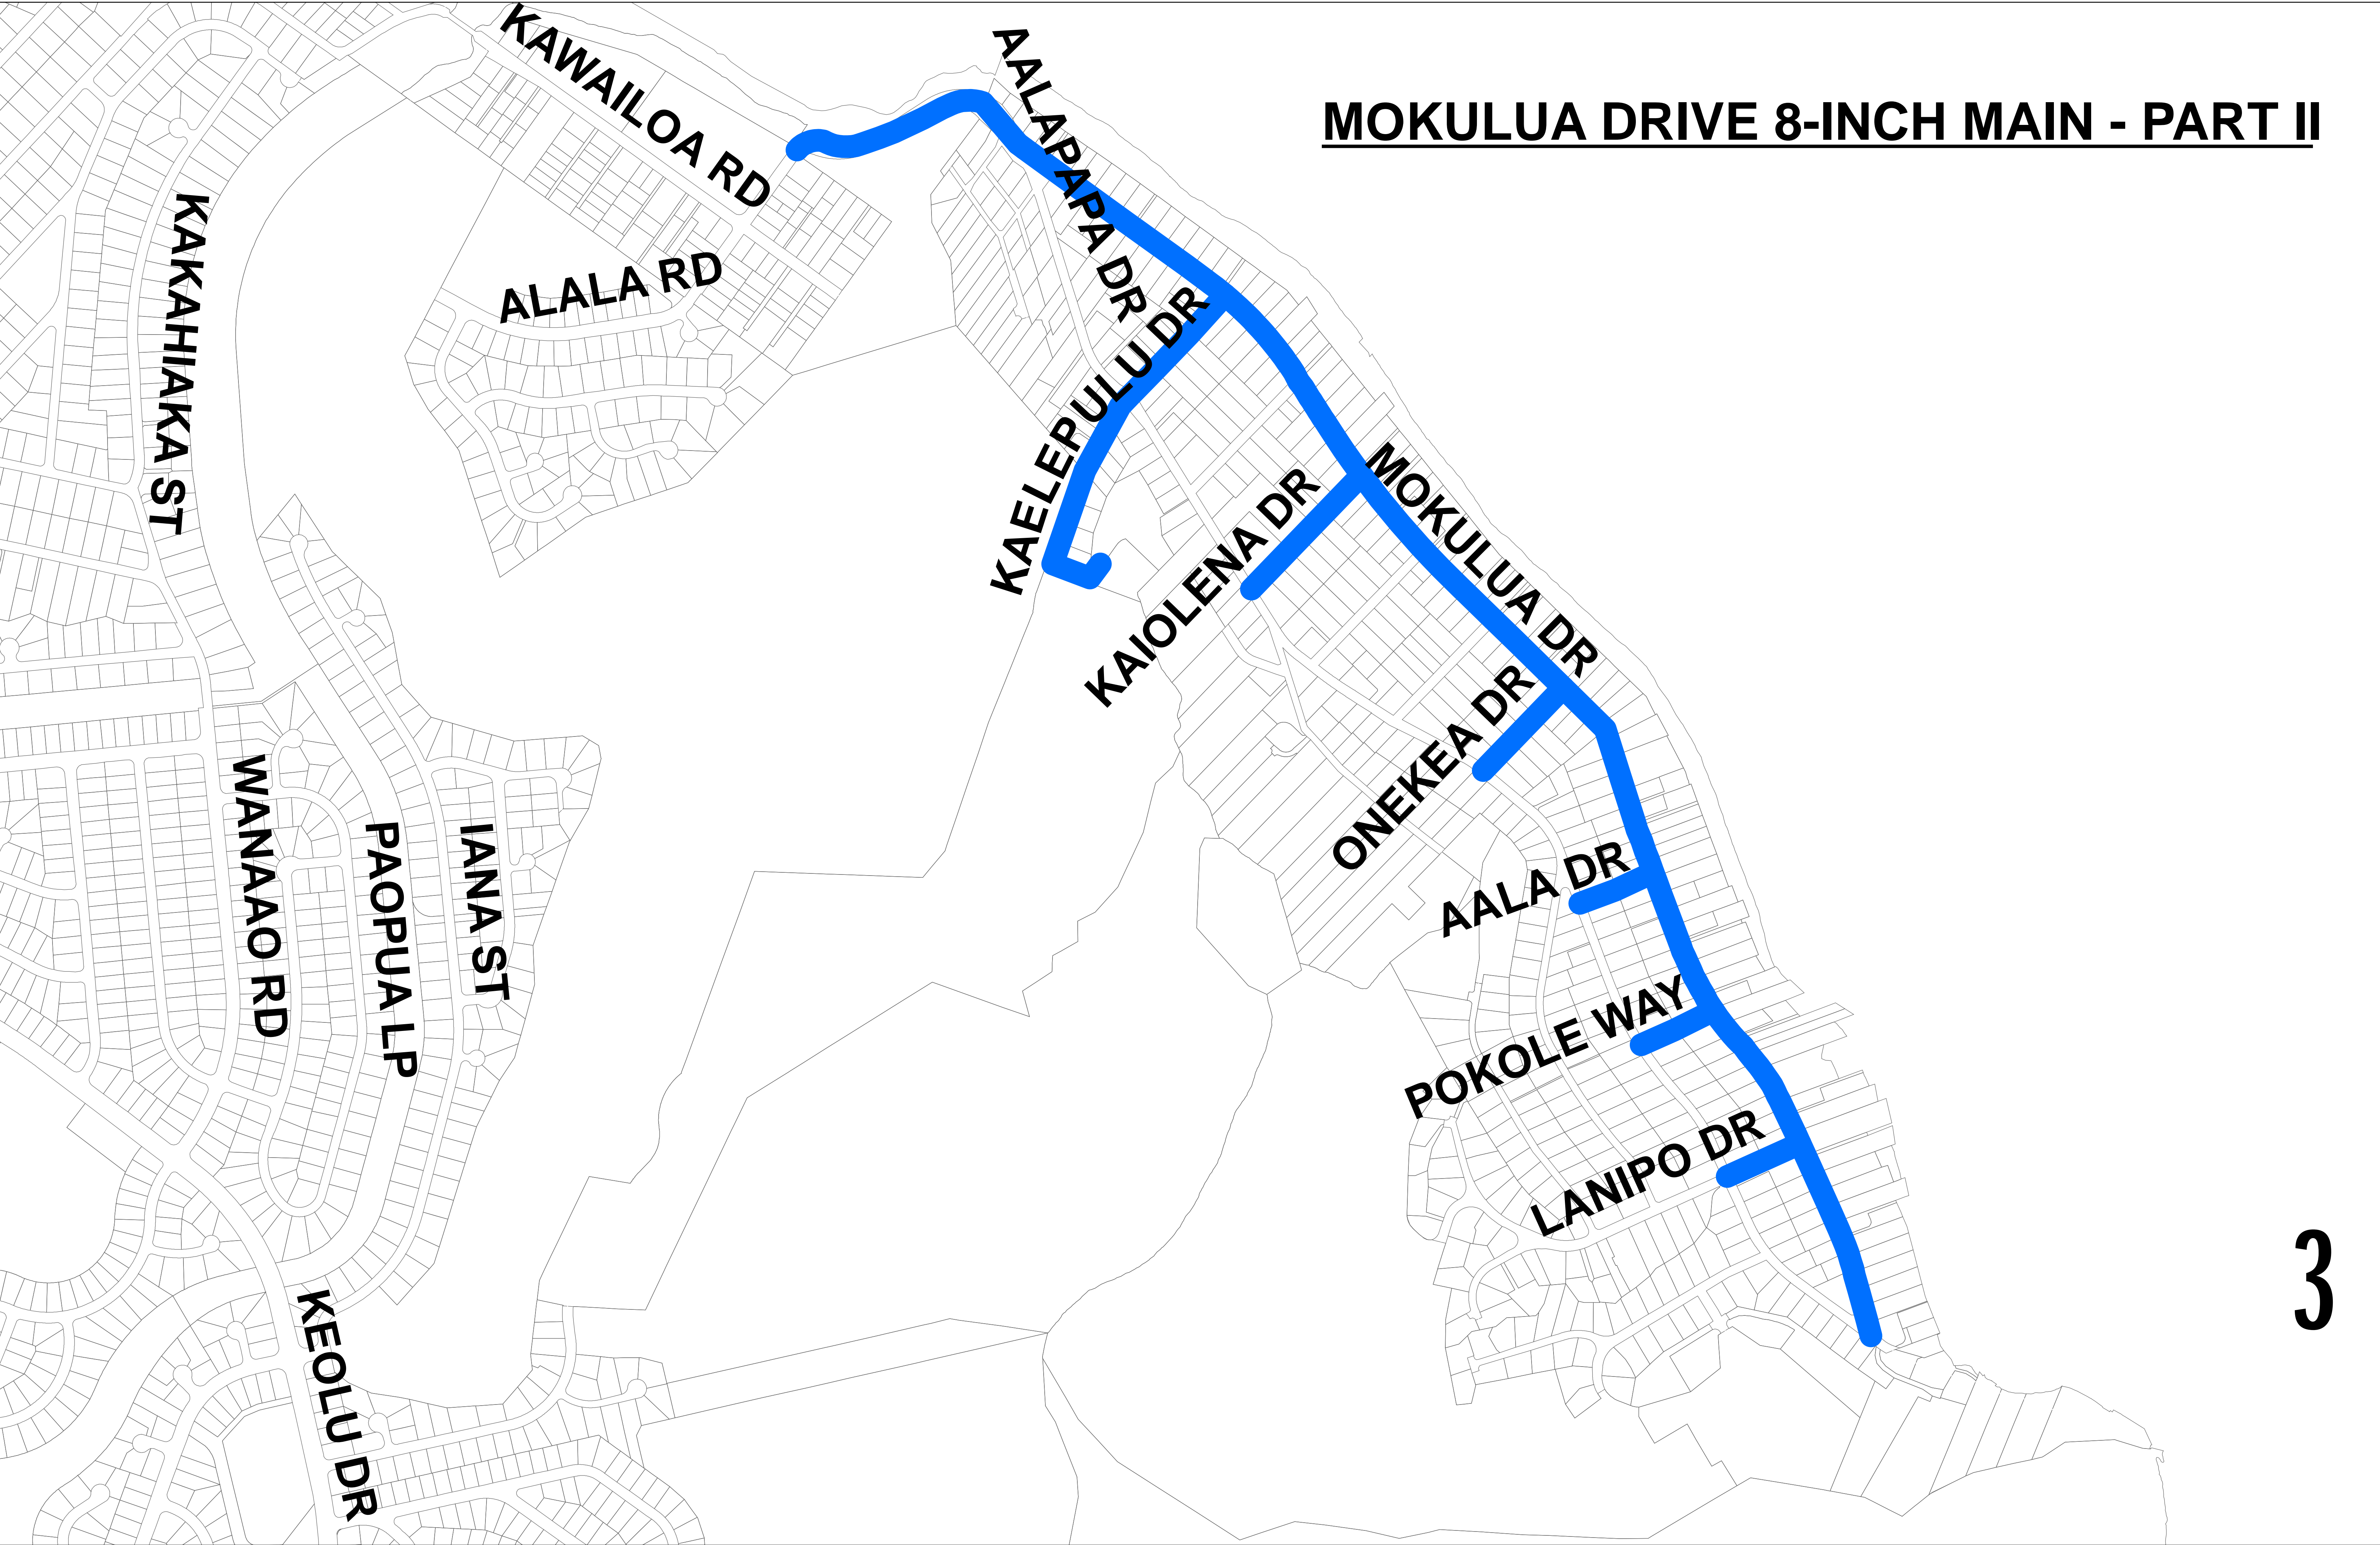 MOKULUA DRIVE 8-INCH MAIN - PART II
KAWAILOA RD
AALAPAPA DR
KAKAHIAKA ST
ALALA RD
KAELEPULU DR
KAIOLENA DR
MOKULUA DR
ONEKEA DR
WANAAO RD
PAOPUA LP
IANA ST
AALA DR
POKOLE WAY
LANIPO DR
KEOLU DR
3